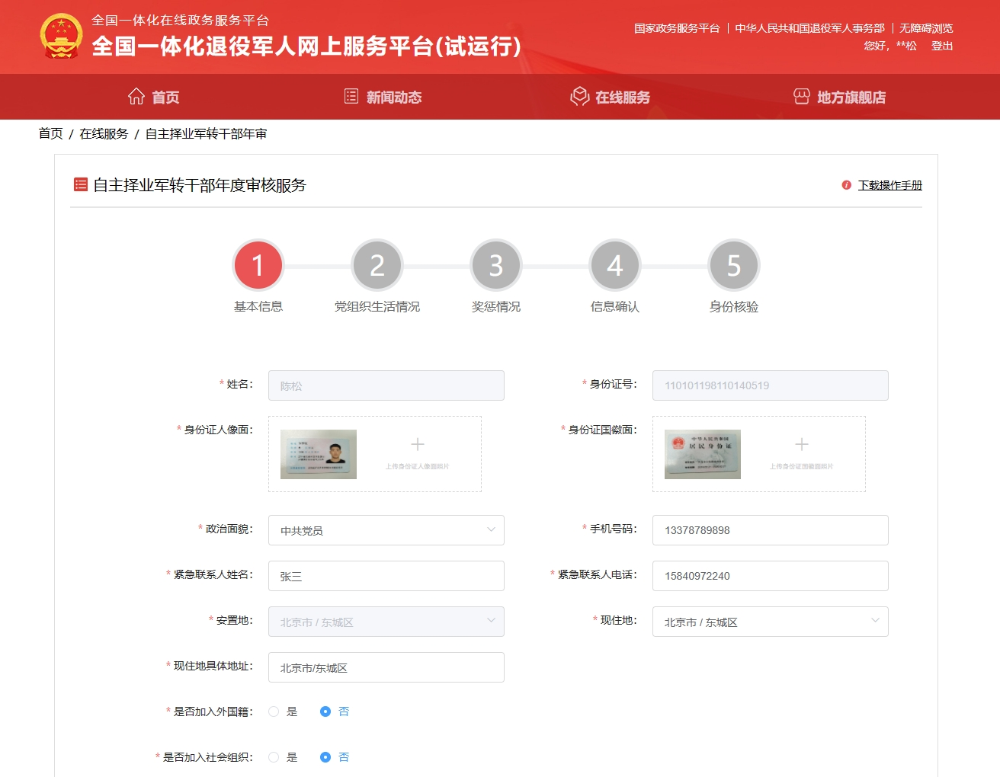 全国一体化在线政务服务平台
全国一体化退役军人网上服务平台(试运行)
国家政务服务平台 | 中华人民共和国退役军人事务部 | 无障碍浏览
您好，**松 登出
首页 新闻动态 在线服务 地方旗舰店
首页 / 在线服务 / 自主择业军转干部年审
自主择业军转干部年度审核服务
下载操作手册
1 2 3 4 5
基本信息 党组织生活情况 奖惩情况 信息确认 身份核验
* 姓名： 陈松 * 身份证号： 110101198110140519
* 身份证人像面： 上传身份证人像面照片 * 身份证国徽面： 中华人民共和国
居民身份证
上传身份证国徽面照片
* 政治面貌： 中共党员 * 手机号码： 13378789898
* 紧急联系人姓名： 张三 * 紧急联系人电话： 15840972240
* 安置地： 北京市 / 东城区 * 现住地： 北京市 / 东城区
* 现住地具体地址： 北京市/东城区
* 是否加入外国籍： 是 否
* 是否加入社会组织： 是 否